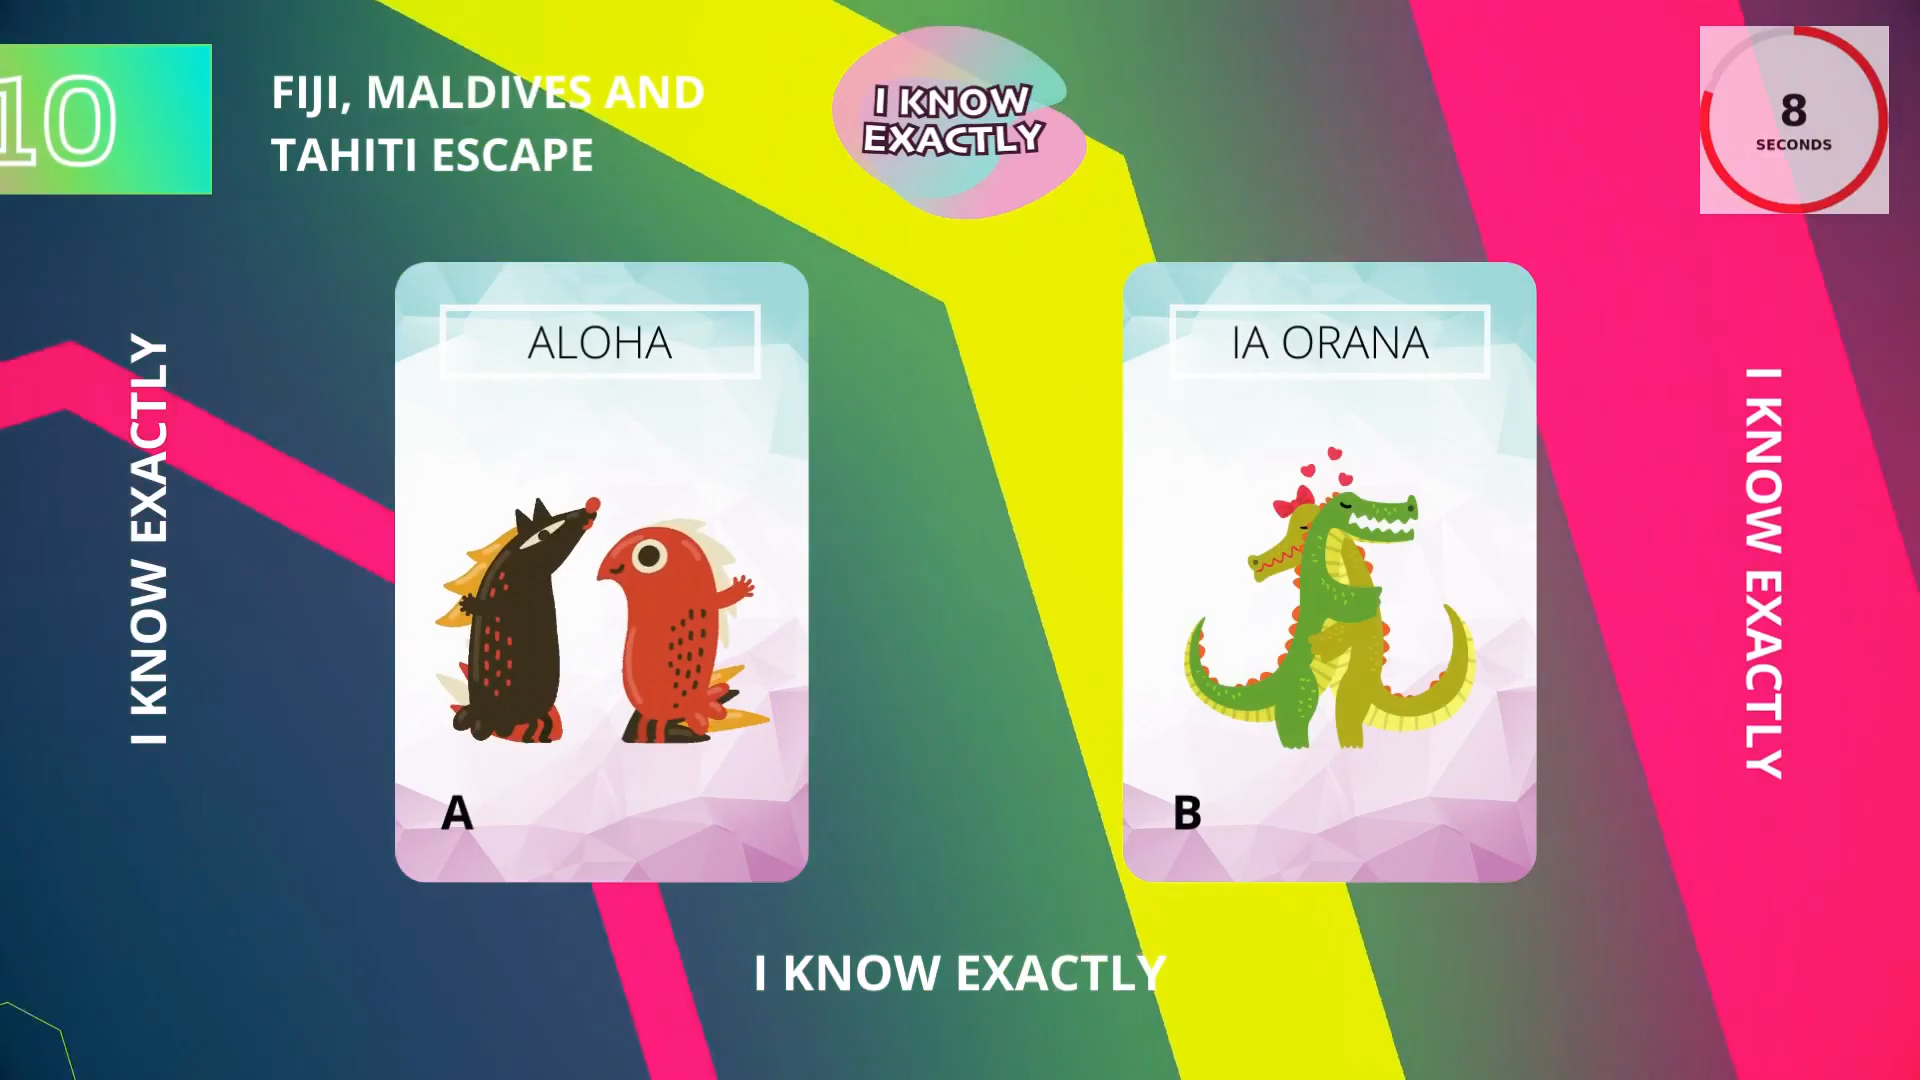 10
FIJI, MALDIVES AND
TAHITI ESCAPE
I KNOW
EXACTLY
8
SECONDS
I KNOW EXACTLY
ALOHA
A
IA ORANA
B
I KNOW EXACTLY
I KNOW EXACTLY